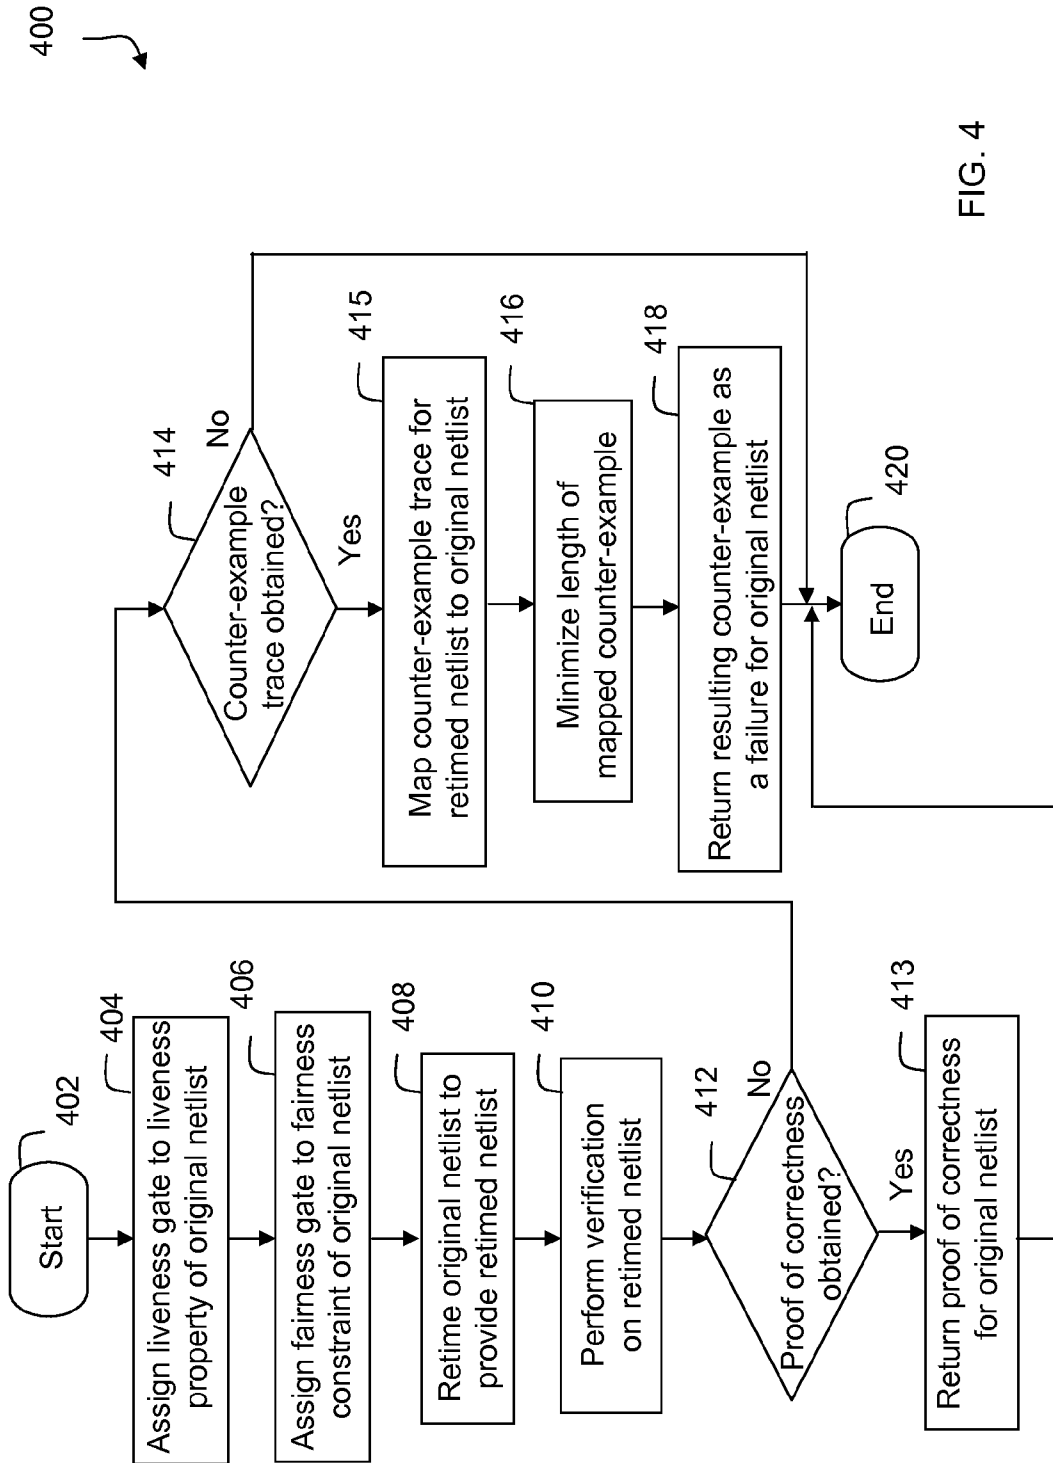 400
402
Start
404
Assign liveness gate to liveness
property of original netlist
406
Assign fairness gate to fairness
constraint of original netlist
408
Retime original netlist to
provide retimed netlist
410
Perform verification
on retimed netlist
412
Proof of correctness
obtained?
No
Yes
413
Return proof of correctness
for original netlist
414
Counter-example
trace obtained?
No
Yes
415
Map counter-example trace for
retimed netlist to original netlist
416
Minimize length of
mapped counter-example
418
Return resulting counter-example as
a failure for original netlist
420
End
FIG. 4